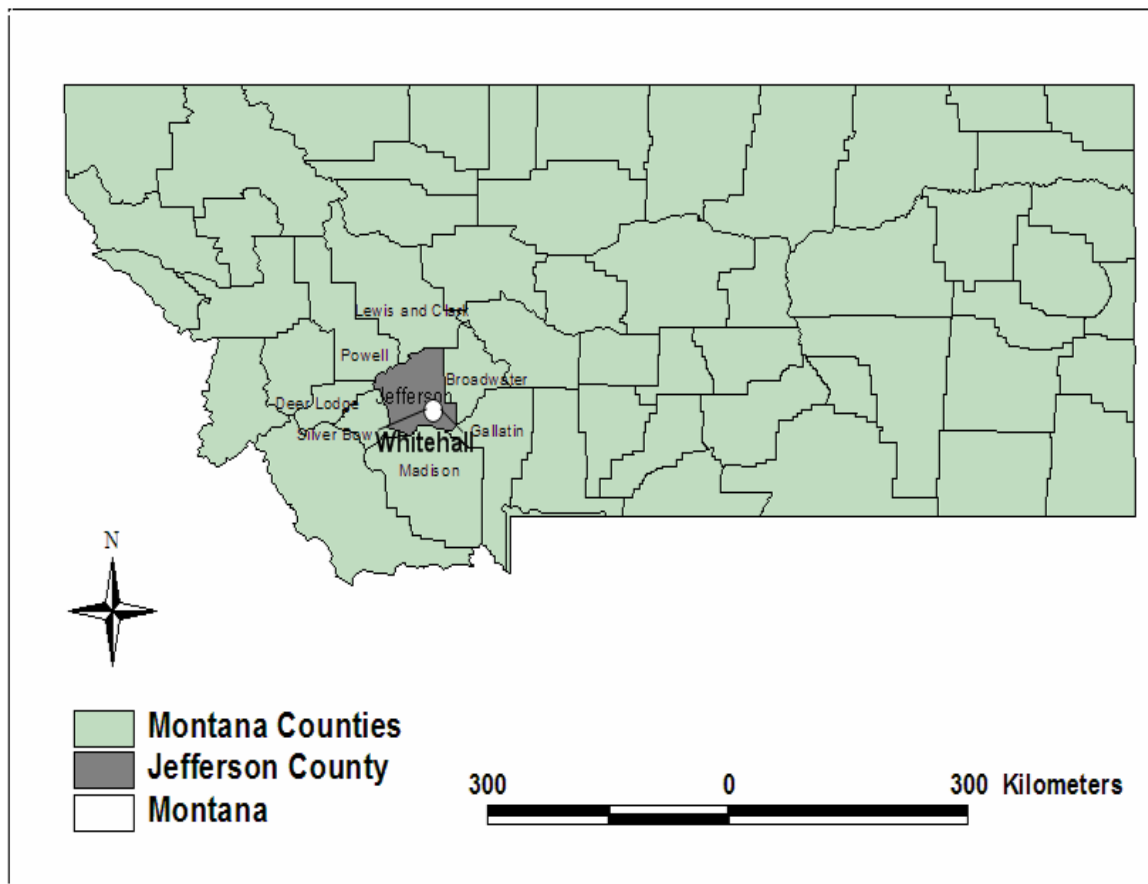 Lewis and Clark
Powell
Broadwater
Jefferson
Deer Lodge
Silver Bow
Gallatin
Whitehall
Madison
N
Montana Counties
Jefferson County
Montana
300 0 300 Kilometers